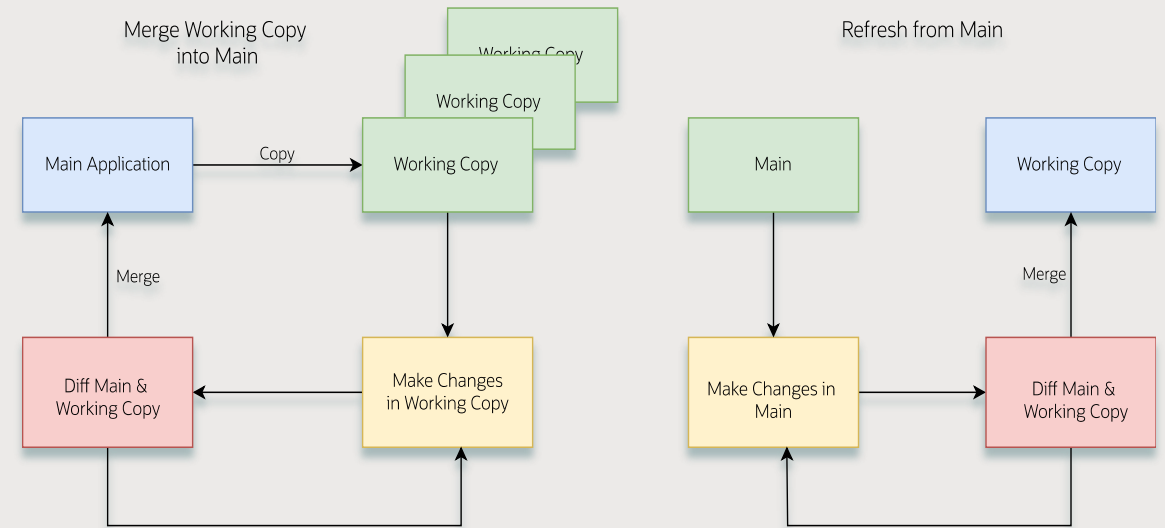 Merge Working Copy
into Main
Refresh from Main
Working Copy
Working Copy
Main Application
Copy
Working Copy
Main
Working Copy
Merge
Merge
Diff Main &
Working Copy
Make Changes
in Working Copy
Make Changes in
Main
Diff Main &
Working Copy